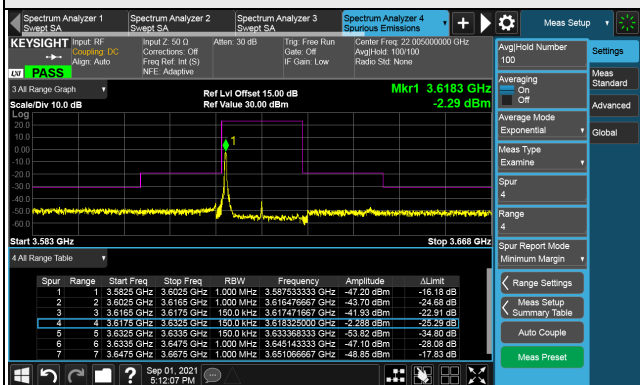 Spectrum Analyzer 1
Swept SA
Spectrum Analyzer 2
Swept SA
Spectrum Analyzer 3
Swept SA
Spectrum Analyzer 4
Spurious Emissions
Meas Setup
KEYSIGHT
Input: RF
Coupling: DC
Align: Auto
Input Z: 50 Ω
Corrections: Off
Freq Ref: Int (S)
NFE: Adaptive
Atten: 30 dB
Trig: Free Run
Gate: Off
IF Gain: Low
Center Freq: 22.005000000 GHz
Avg|Hold: 100/100
Radio Std: None
LXI PASS
3 All Range Graph
Scale/Div 10.0 dB
Ref Lvl Offset 15.00 dB
Ref Value 30.00 dBm
Mkr1 3.6183 GHz
-2.29 dBm
Log
20.0
10.0
0.00
-10.0
-20.0
-30.0
-40.0
-50.0
-60.0
1
Start 3.583 GHz
Stop 3.668 GHz
4 All Range Table
Spur Range Start Freq Stop Freq RBW Frequency Amplitude ΔLimit
1 1 3.5825 GHz 3.6025 GHz 1.000 MHz 3.587533333 GHz -47.20 dBm -16.18 dB
2 2 3.6025 GHz 3.6165 GHz 1.000 MHz 3.616476667 GHz -43.70 dBm -24.68 dB
3 3 3.6165 GHz 3.6175 GHz 150.0 kHz 3.617471667 GHz -41.93 dBm -22.91 dB
4 4 3.6175 GHz 3.6325 GHz 150.0 kHz 3.618325000 GHz -2.288 dBm -25.29 dB
5 5 3.6325 GHz 3.6335 GHz 150.0 kHz 3.633368333 GHz -53.82 dBm -34.80 dB
6 6 3.6335 GHz 3.6475 GHz 1.000 MHz 3.645143333 GHz -47.10 dBm -28.08 dB
7 7 3.6475 GHz 3.6675 GHz 1.000 MHz 3.651066667 GHz -48.85 dBm -17.83 dB
Avg|Hold Number
100
Averaging
On
Off
Average Mode
Exponential
Meas Type
Examine
Spur
4
Range
4
Spur Report Mode
Minimum Margin
Range Settings
Meas Setup
Summary Table
Auto Couple
Meas Preset
Settings
Meas
Standard
Advanced
Global
?
Sep 01, 2021
5:12:07 PM